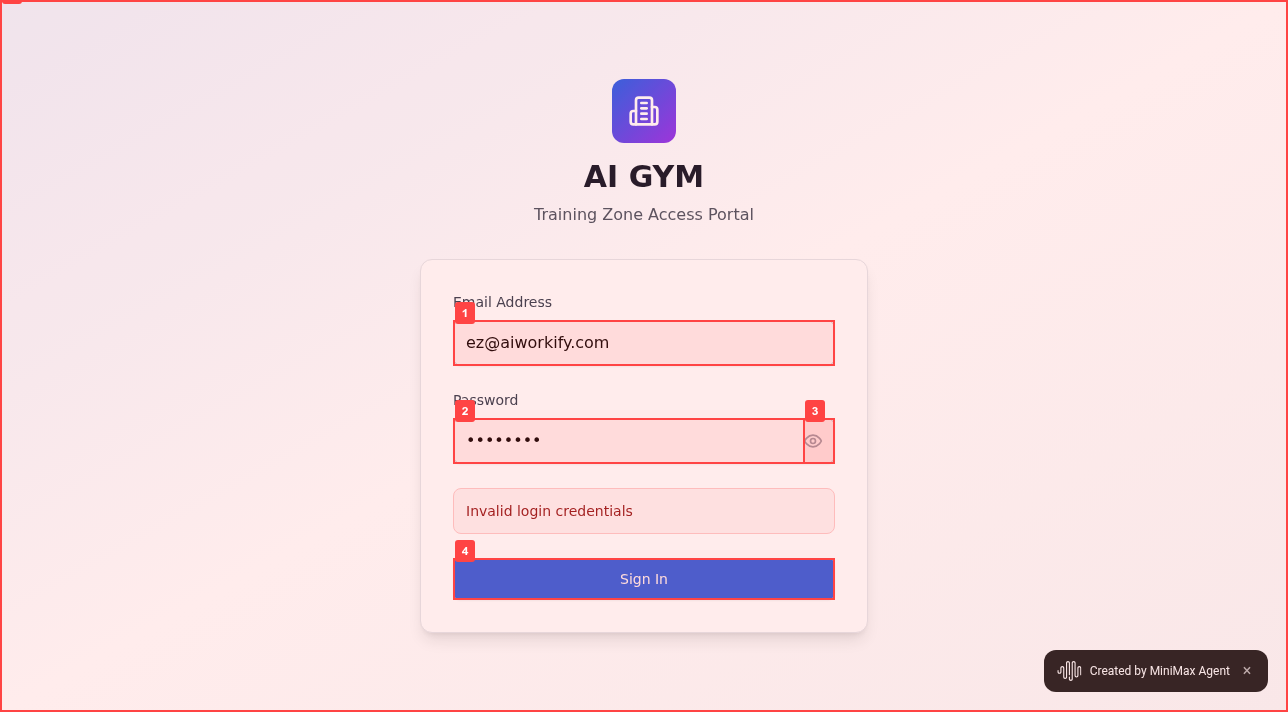 AI GYM
Training Zone Access Portal
Email Address
1
ez@aiworkify.com
Password
2
3
••••••••
Invalid login credentials
4
Sign In
Created by MiniMax Agent ×